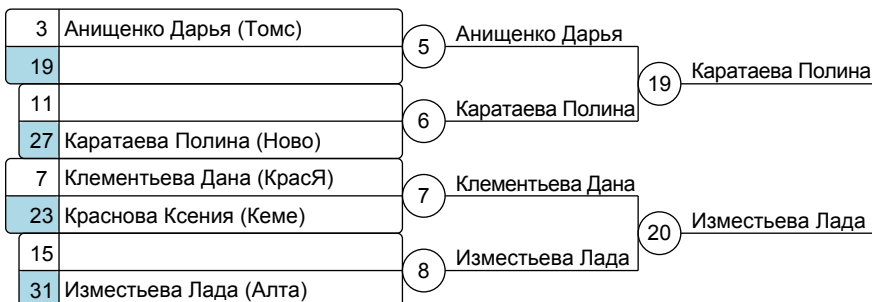 3 Анищенко Дарья (Томс)
5 Анищенко Дарья
19
19 Каратаева Полина
11
6 Каратаева Полина
27 Каратаева Полина (Ново)
7 Клементьева Дана (КрасЯ)
7 Клементьева Дана
23 Краснова Ксения (Кеме)
20 Изместьева Лада
15
8 Изместьева Лада
31 Изместьева Лада (Алта)